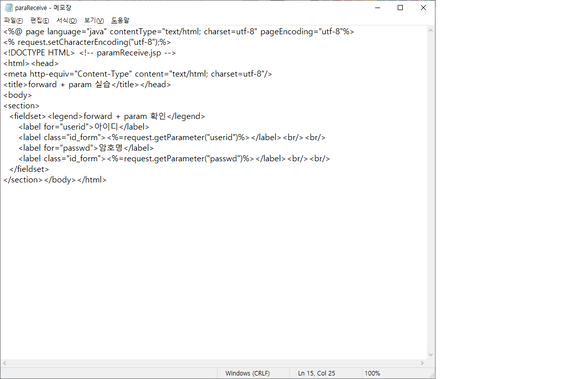 paraReceive - 메모장
파일(F) 편집(E) 서식(O) 보기(V) 도움말
<%@ page language="java" contentType="text/html; charset=utf-8" pageEncoding="utf-8"%>
<% request.setCharacterEncoding("utf-8");%>
<!DOCTYPE HTML> <!-- paramReceive.jsp -->
<html><head>
<meta http-equiv="Content-Type" content="text/html; charset=utf-8"/>
<title>forward + param 실습</title></head>
<body>
<section>
<fieldset><legend>forward + param 확인</legend>
<label for="userid">아이디</label>
<label class="id_form"><%=request.getParameter("userid")%></label><br/><br/>
<label for="passwd">암호명</label>
<label class="id_form"><%=request.getParameter("passwd")%></label><br/><br/>
</fieldset>
</section></body></html>
Windows (CRLF) Ln 15, Col 25 100%